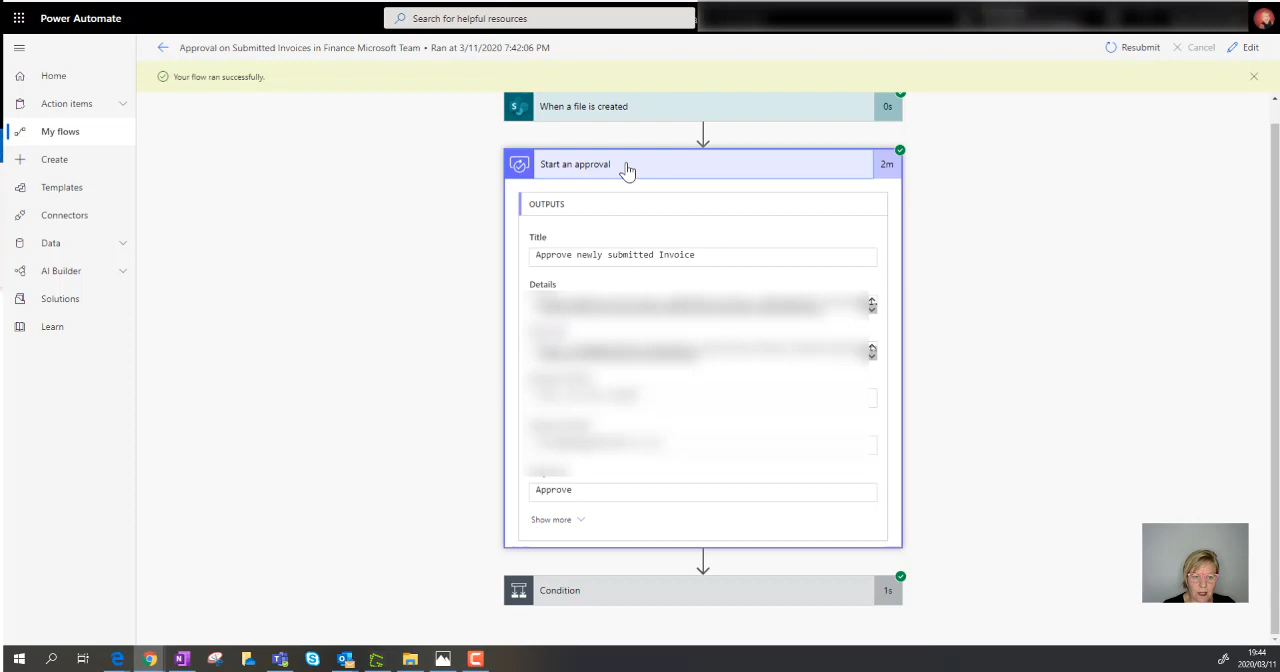 Power Automate
Search for helpful resources
Approval on Submitted Invoices in Finance Microsoft Team • Ran at 3/11/2020 7:42:06 PM
Resubmit
Cancel
Edit
Your flow ran successfully.
Home
Action items
My flows
Create
Templates
Connectors
Data
AI Builder
Solutions
Learn
When a file is created
0s
Start an approval
2m
OUTPUTS
Title
Approve newly submitted Invoice
Details
Approve
Show more
Condition
1s
19:44
2020/03/11